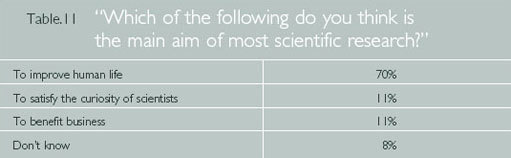 Table.11 “Which of the following do you think is
the main aim of most scientific research?”
To improve human life 70%
To satisfy the curiosity of scientists 11%
To benefit business 11%
Don't know 8%